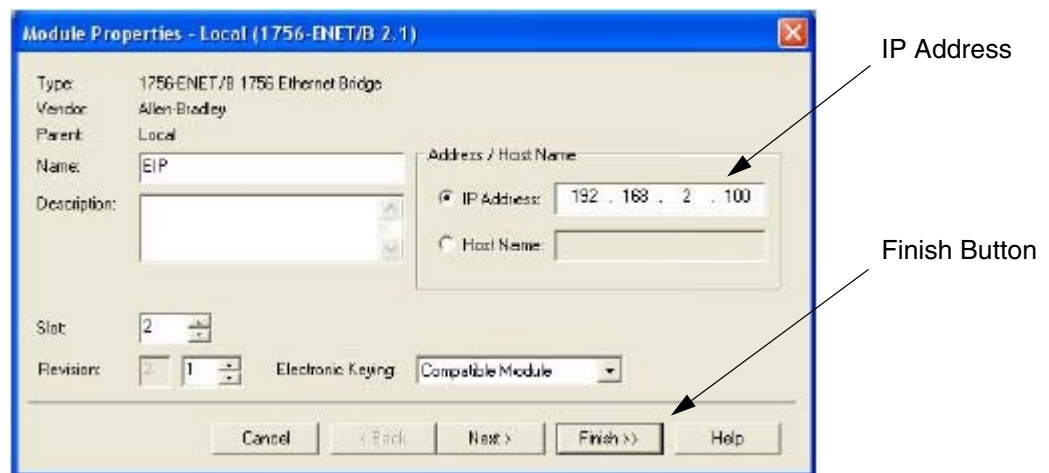 Module Properties - Local (1756-ENET/B 2.1)
IP Address
Type: 1756-ENET/B 1756 Ethernet Bridge
Vendor: Allen-Bradley
Parent: Local
Name: EIP
Address / Host Name
Description:
IP Address: 192 . 168 . 2 . 100
Host Name:
Finish Button
Slot: 2
Revision: 2 1 Electronic Keying: Compatible Module
Cancel < Back Next > Finish >> Help